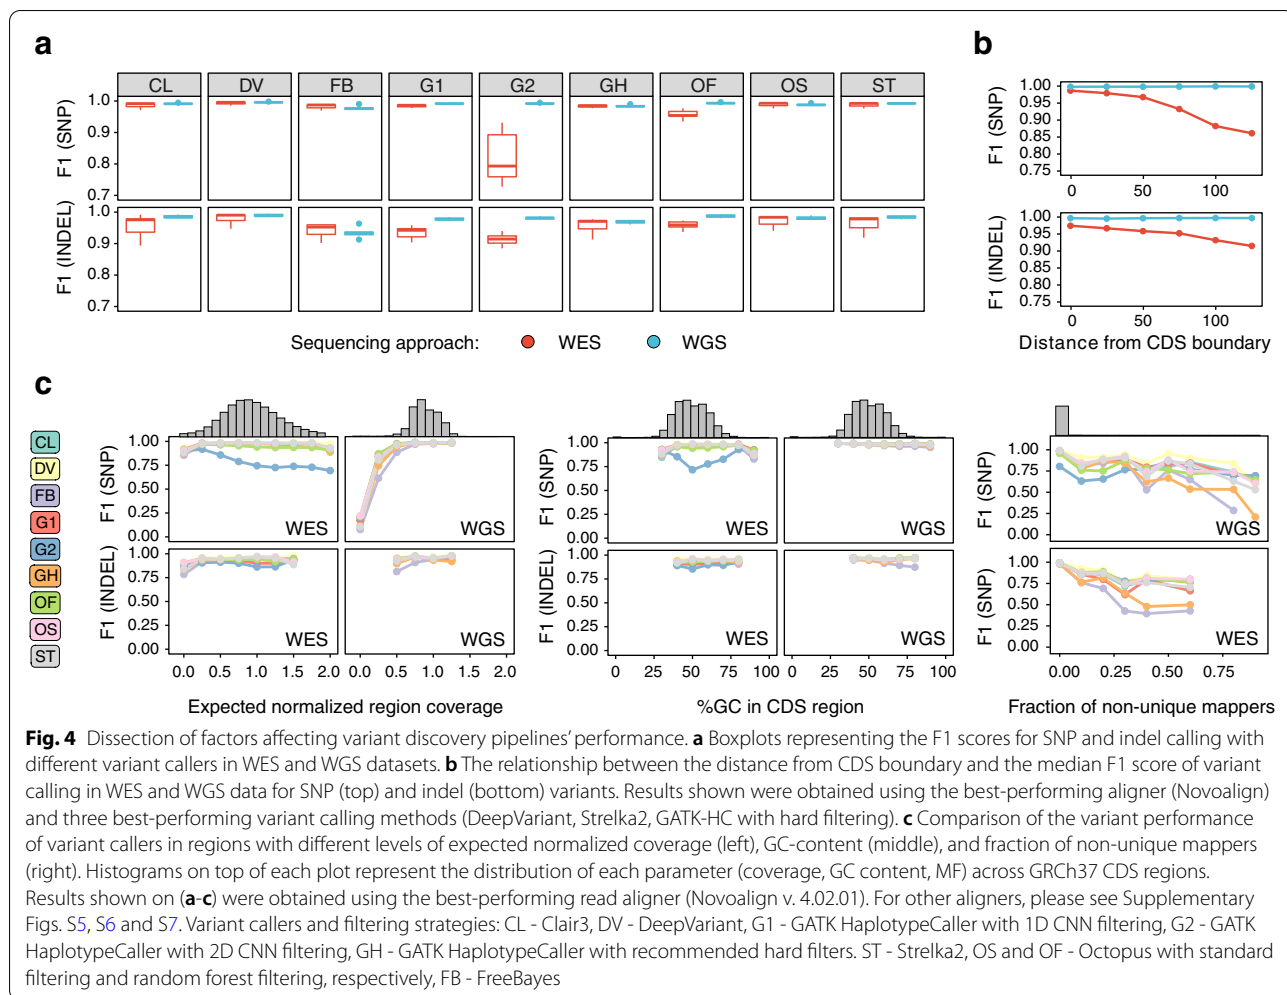 a
CL DV FB G1 G2 GH OF OS ST
F1 (SNP)
1.0
0.9
0.8
0.7
F1 (INDEL)
1.0
0.9
0.8
0.7
Sequencing approach: WES WGS
b
F1 (SNP)
1.00
0.95
0.90
0.85
0.80
0.75
0 50 100
F1 (INDEL)
1.00
0.95
0.90
0.85
0.80
0.75
0 50 100
Distance from CDS boundary
c
CL
DV
FB
G1
G2
GH
OF
OS
ST
F1 (SNP)
1.00
0.75
0.50
0.25
0.00
WES WGS
F1 (INDEL)
1.00
0.75
0.50
0.25
0.00
WES WGS
0.0 0.5 1.0 1.5 2.0 0.0 0.5 1.0 1.5 2.0
Expected normalized region coverage
F1 (SNP)
1.00
0.75
0.50
0.25
0.00
WES WGS
F1 (INDEL)
1.00
0.75
0.50
0.25
0.00
WES WGS
0 25 50 75 100 0 25 50 75 100
%GC in CDS region
F1 (SNP)
1.00
0.75
0.50
0.25
0.00
WGS
F1 (SNP)
1.00
0.75
0.50
0.25
0.00
WES
0.00 0.25 0.50 0.75
Fraction of non-unique mappers
Fig. 4 Dissection of factors affecting variant discovery pipelines' performance. a Boxplots representing the F1 scores for SNP and indel calling with
different variant callers in WES and WGS datasets. b The relationship between the distance from CDS boundary and the median F1 score of variant
calling in WES and WGS data for SNP (top) and indel (bottom) variants. Results shown were obtained using the best-performing aligner (Novoalign)
and three best-performing variant calling methods (DeepVariant, Strelka2, GATK-HC with hard filtering). c Comparison of the variant performance
of variant callers in regions with different levels of expected normalized coverage (left), GC-content (middle), and fraction of non-unique mappers
(right). Histograms on top of each plot represent the distribution of each parameter (coverage, GC content, MF) across GRCh37 CDS regions.
Results shown on (a-c) were obtained using the best-performing read aligner (Novoalign v. 4.02.01). For other aligners, please see Supplementary
Figs. S5, S6 and S7. Variant callers and filtering strategies: CL - Clair3, DV - DeepVariant, G1 - GATK HaplotypeCaller with 1D CNN filtering, G2 - GATK
HaplotypeCaller with 2D CNN filtering, GH - GATK HaplotypeCaller with recommended hard filters. ST - Strelka2, OS and OF - Octopus with standard
filtering and random forest filtering, respectively, FB - FreeBayes